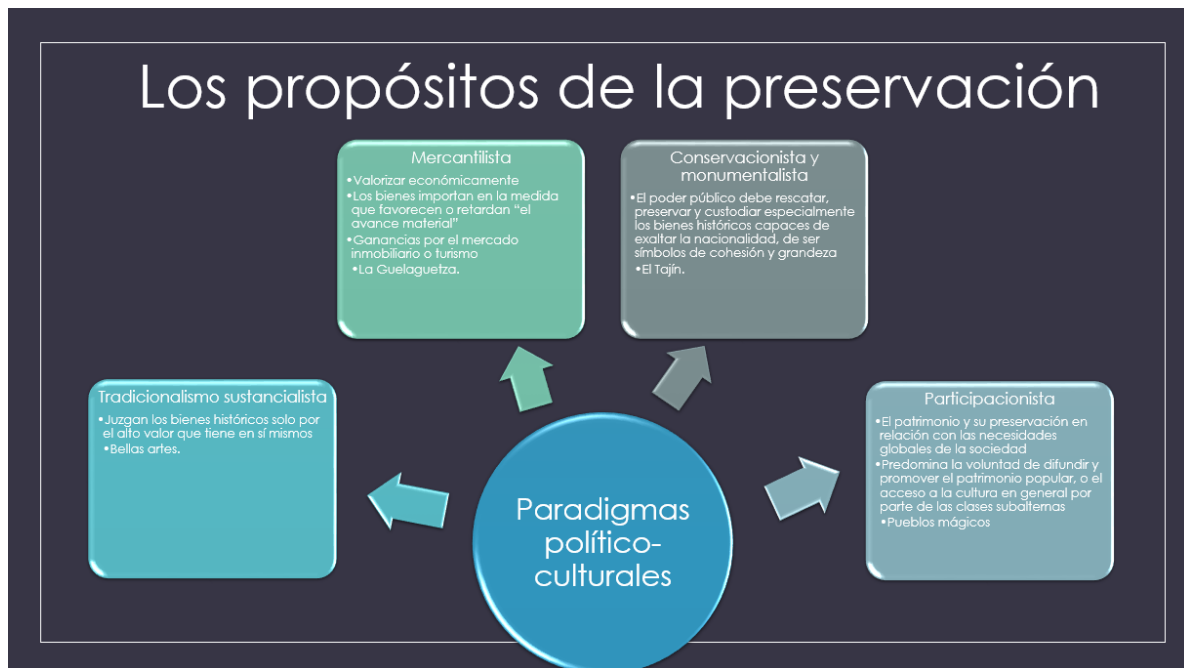 Los propósitos de la preservación
Mercantilista
•Valorizar económicamente
•Los bienes importan en la medida
que favorecen o retardan “el
avance material”
•Ganancias por el mercado
inmobiliario o turismo
•La Guelaguetza.
Conservacionista y
monumentalista
•El poder público debe rescatar,
preservar y custodiar especialmente
los bienes históricos capaces de
exaltar la nacionalidad, de ser
símbolos de cohesión y grandeza
•El Tajín.
Tradicionalismo sustancialista
•Juzgan los bienes históricos solo por
el alto valor que tiene en sí mismos
•Bellas artes.
Participacionista
•El patrimonio y su preservación en
relación con las necesidades
globales de la sociedad
•Predomina la voluntad de difundir y
promover el patrimonio popular, o el
acceso a la cultura en general por
parte de las clases subalternas
•Pueblos mágicos
Paradigmas
político-
culturales